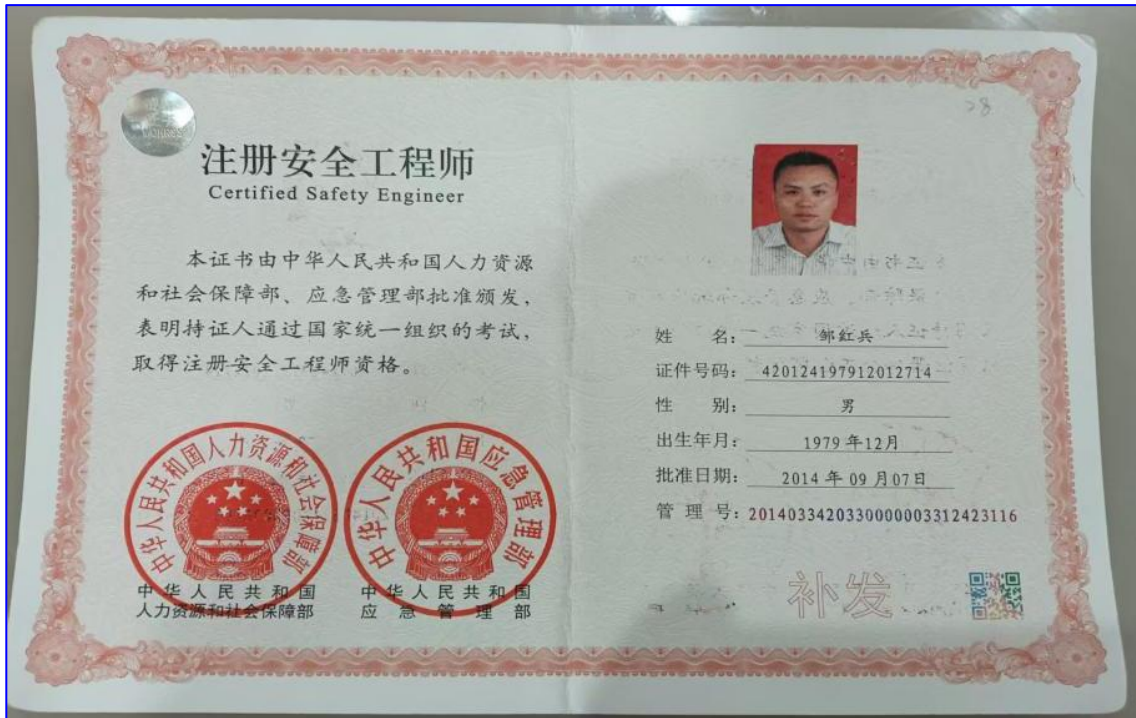 注册安全工程师
Certified Safety Engineer
本证书由中华人民共和国人力资源
和社会保障部、应急管理部批准颁发，
表明持证人通过国家统一组织的考试，
取得注册安全工程师资格。
中华人民共和国人力资源和社会保障部
中华人民共和国应急管理部
中华人民共和国
人力资源和社会保障部
中华人民共和国
应急管理部
28
姓 名：邹红兵
证件号码：420124197912012714
性 别：男
出生年月：1979年12月
批准日期：2014年09月07日
管 理 号：20140334203300000003312423116
补发